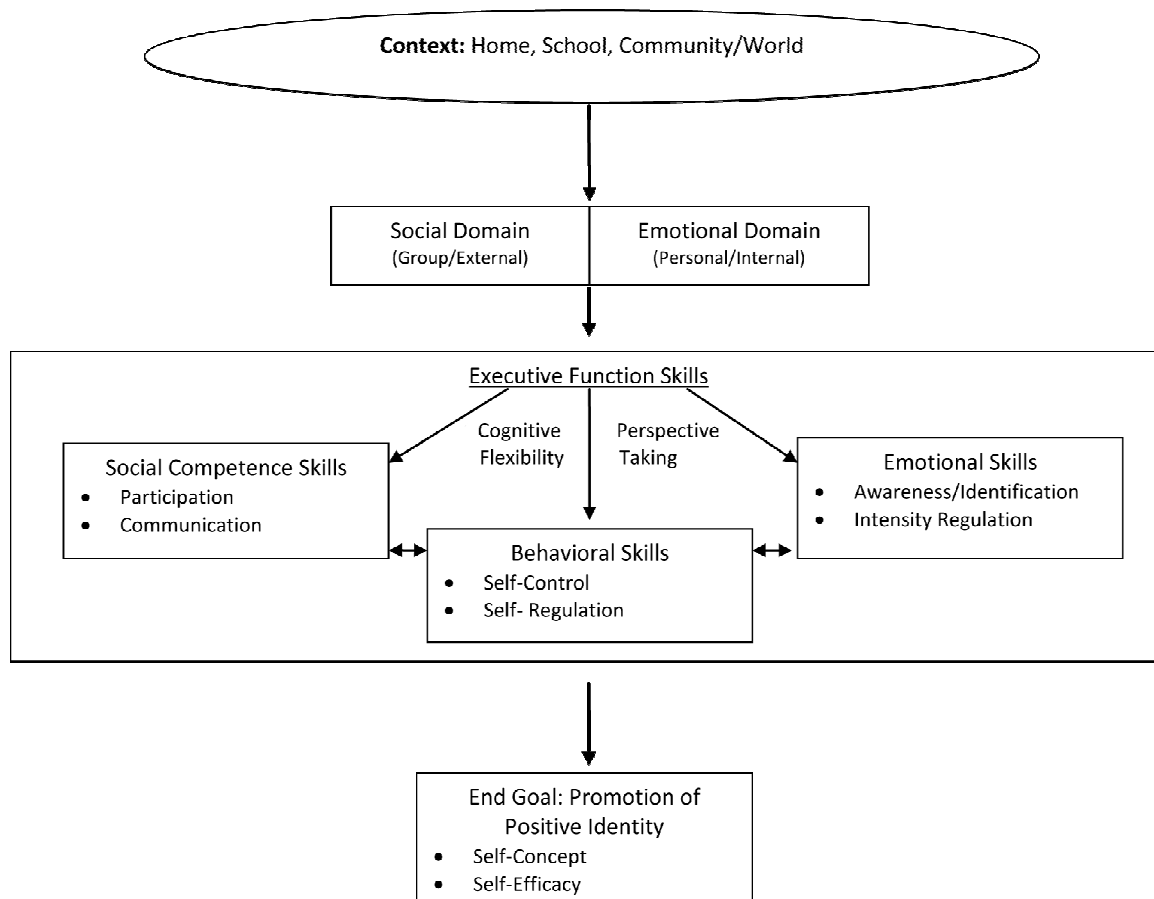 Context: Home, School, Community/World
Social Domain
(Group/External)
Emotional Domain
(Personal/Internal)
Executive Function Skills
Cognitive
Flexibility
Perspective
Taking
Social Competence Skills
• Participation
• Communication
Emotional Skills
• Awareness/Identification
• Intensity Regulation
Behavioral Skills
• Self-Control
• Self- Regulation
End Goal: Promotion of
Positive Identity
• Self-Concept
• Self-Efficacy